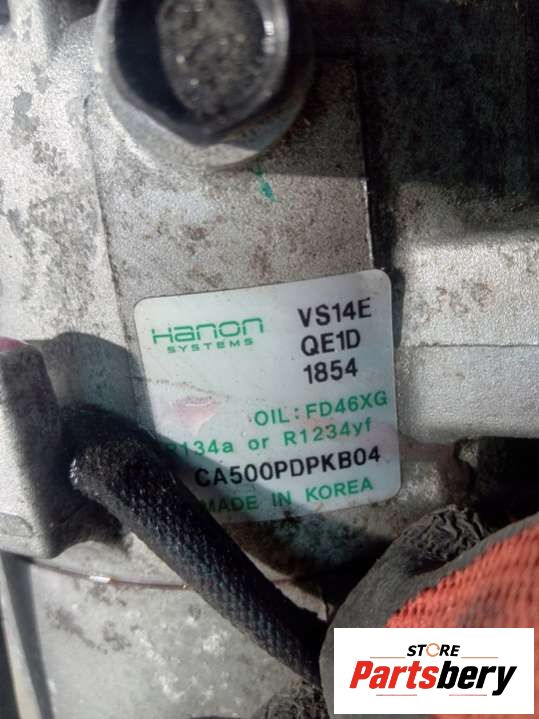 Hanon VS14E
SYSTEMS QE1D
1854
OIL:FD46XG
R134a or R1234yf
CA500PDPKB04
MADE IN KOREA
STORE
Partsbery